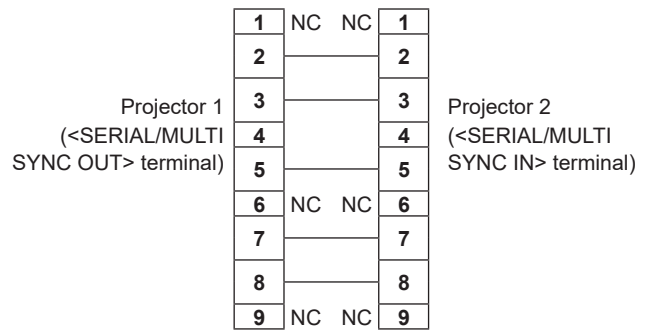 1 NC NC 1
2 2
Projector 1 3 3 Projector 2
(<SERIAL/MULTI 4 4 (<SERIAL/MULTI
SYNC OUT> terminal) 5 5 SYNC IN> terminal)
6 NC NC 6
7 7
8 8
9 NC NC 9